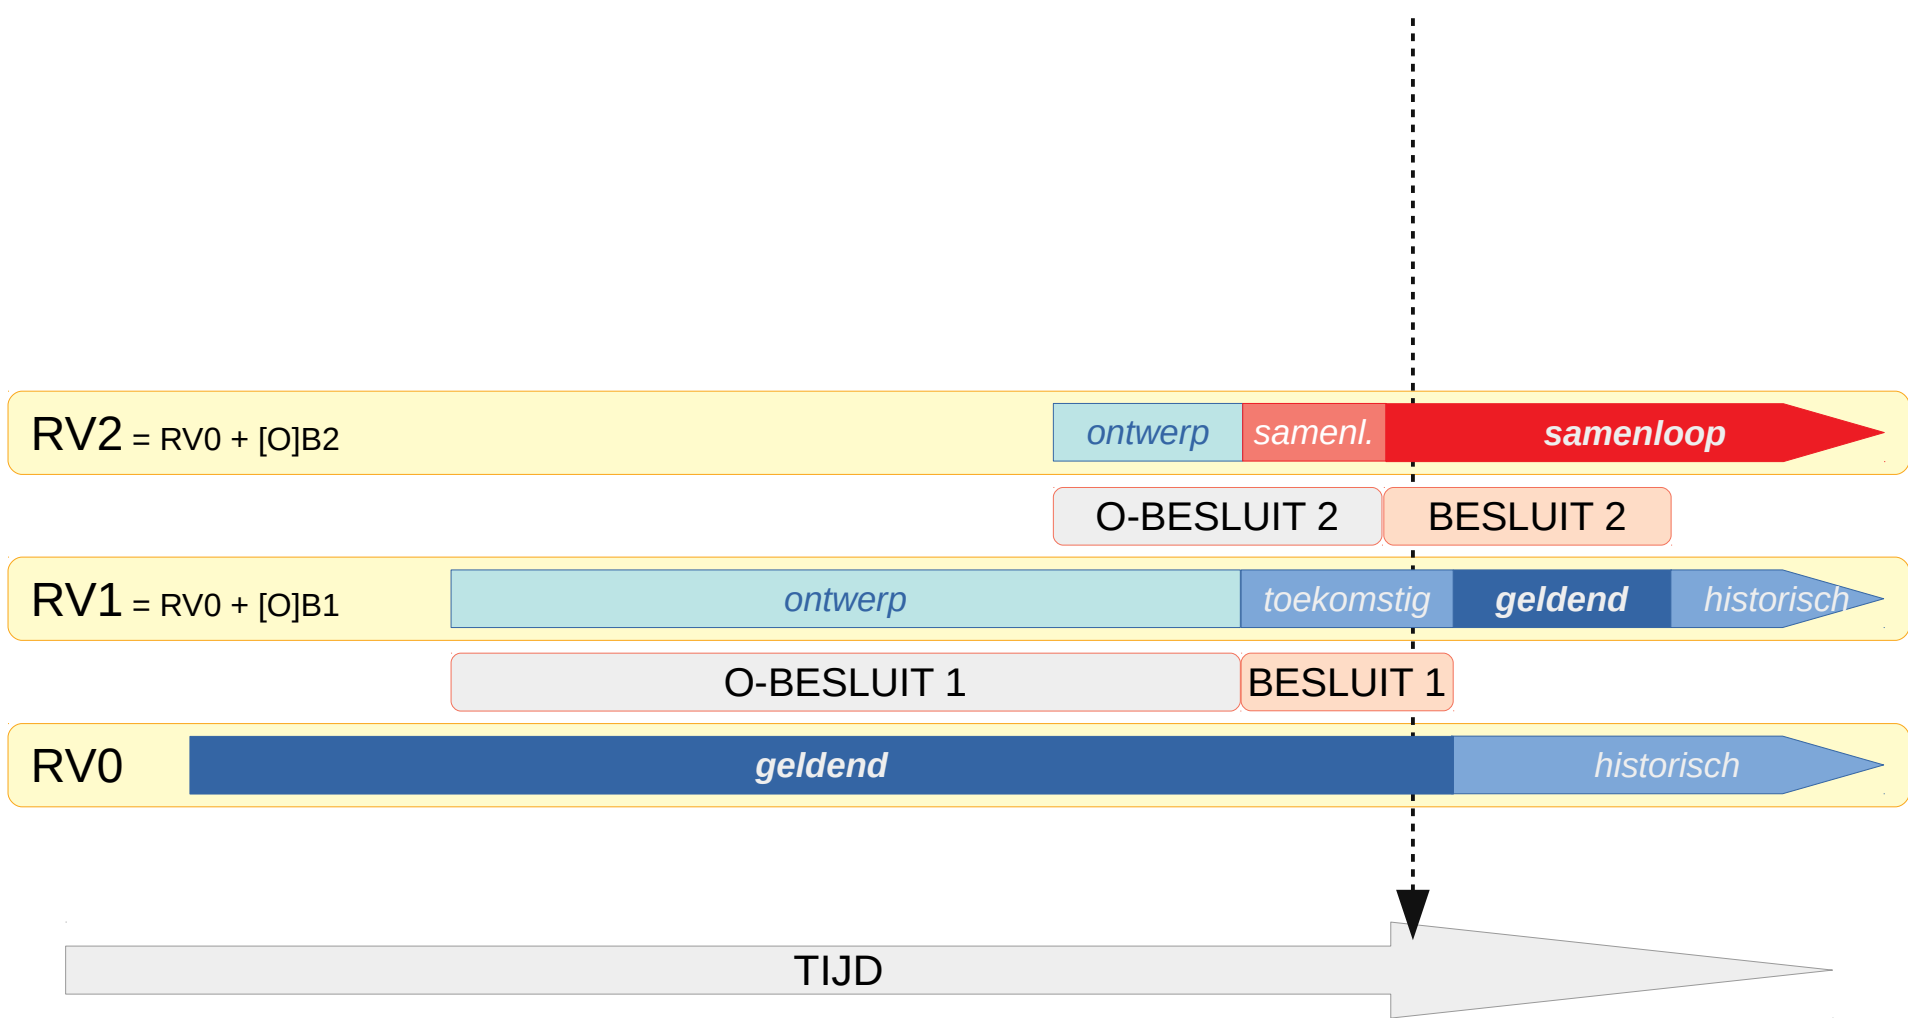 RV2 = RV0 + [O]B2 ontwerp samenl. samenloop
O-BESLUIT 2 BESLUIT 2
RV1 = RV0 + [O]B1 ontwerp toekomstig geldend historisch
O-BESLUIT 1 BESLUIT 1
RV0 geldend historisch
TIJD